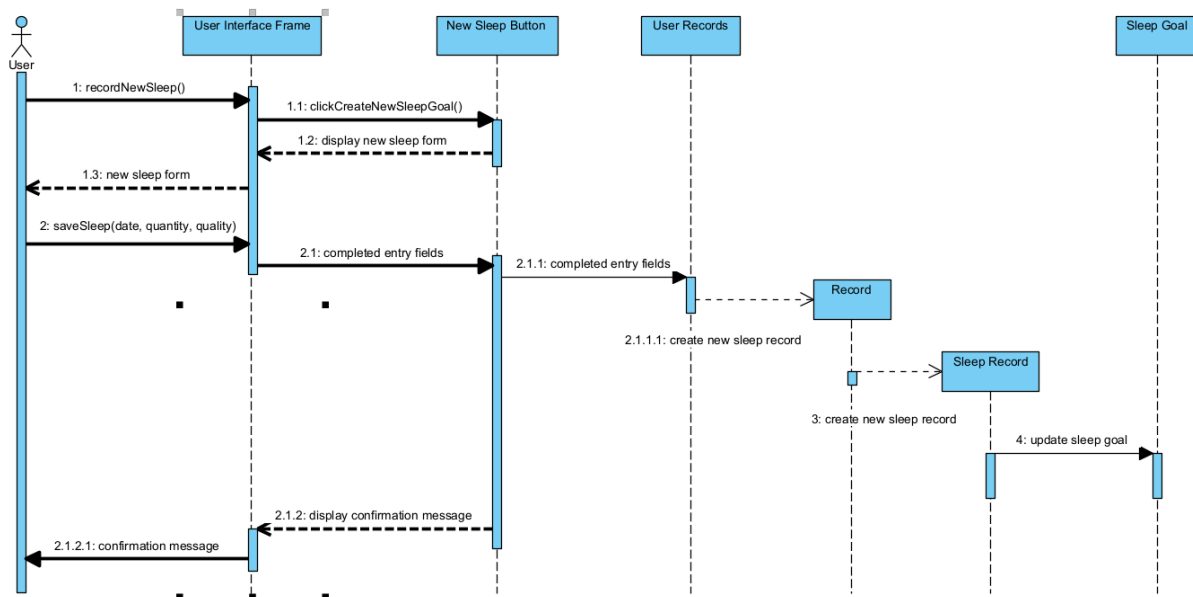 User Interface Frame
New Sleep Button
User Records
Sleep Goal
User
1: recordNewSleep()
1.1: clickCreateNewSleepGoal()
1.2: display new sleep form
1.3: new sleep form
2: saveSleep(date, quantity, quality)
2.1: completed entry fields
2.1.1: completed entry fields
Record
2.1.1.1: create new sleep record
Sleep Record
3: create new sleep record
4: update sleep goal
2.1.2: display confirmation message
2.1.2.1: confirmation message